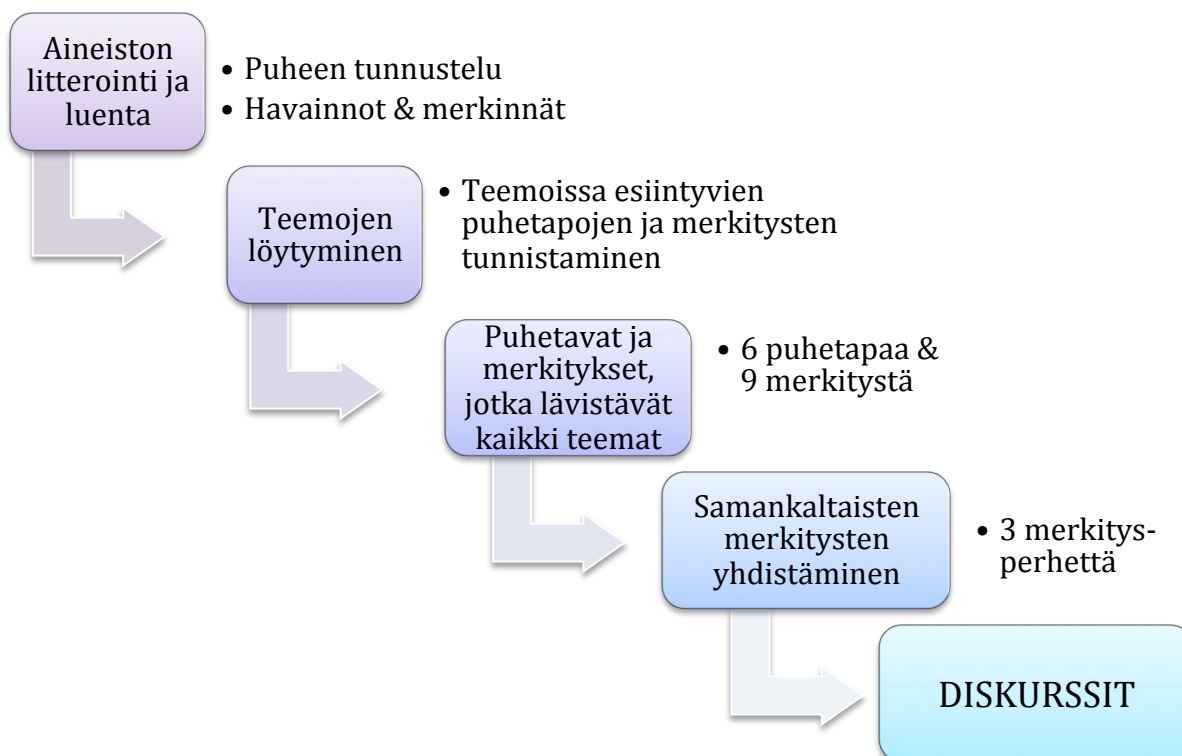 Aineiston
litterointi ja
luenta
• Puheen tunnustelu
• Havainnot & merkinnät
Teemojen
löytyminen
• Teemoissa esiintyvien
puhetapojen ja merkitysten
tunnistaminen
Puhetavat ja
merkitykset,
jotka lävistävät
kaikki teemat
• 6 puhetapaa &
9 merkitystä
Samankaltaisten
merkitysten
yhdistäminen
• 3 merkitys-
perhettä
DISKURSSIT